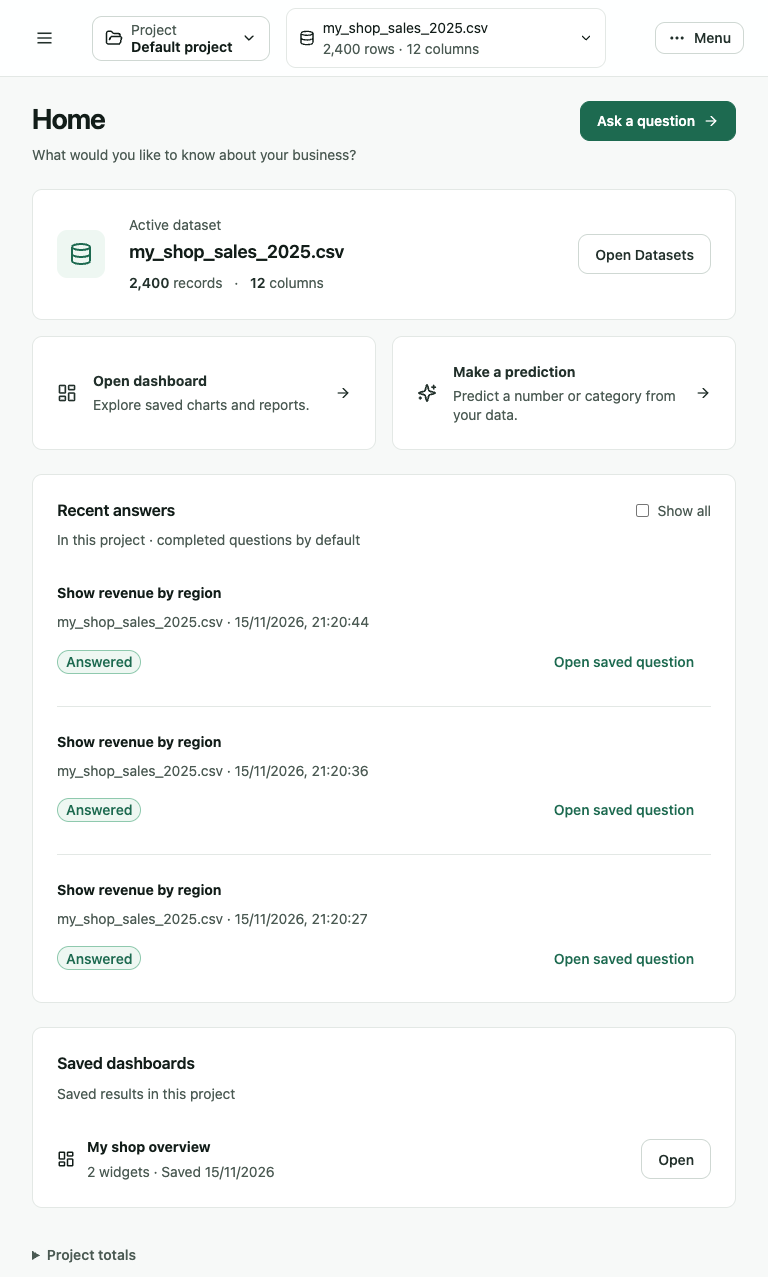 Project
Default project
my_shop_sales_2025.csv
2,400 rows · 12 columns
Menu
Home
Ask a question
What would you like to know about your business?
Active dataset
my_shop_sales_2025.csv
2,400 records · 12 columns
Open Datasets
Open dashboard
Explore saved charts and reports.
Make a prediction
Predict a number or category from
your data.
Recent answers
Show all
In this project · completed questions by default
Show revenue by region
my_shop_sales_2025.csv · 15/11/2026, 21:20:44
Answered
Open saved question
Show revenue by region
my_shop_sales_2025.csv · 15/11/2026, 21:20:36
Answered
Open saved question
Show revenue by region
my_shop_sales_2025.csv · 15/11/2026, 21:20:27
Answered
Open saved question
Saved dashboards
Saved results in this project
My shop overview
2 widgets · Saved 15/11/2026
Open
Project totals